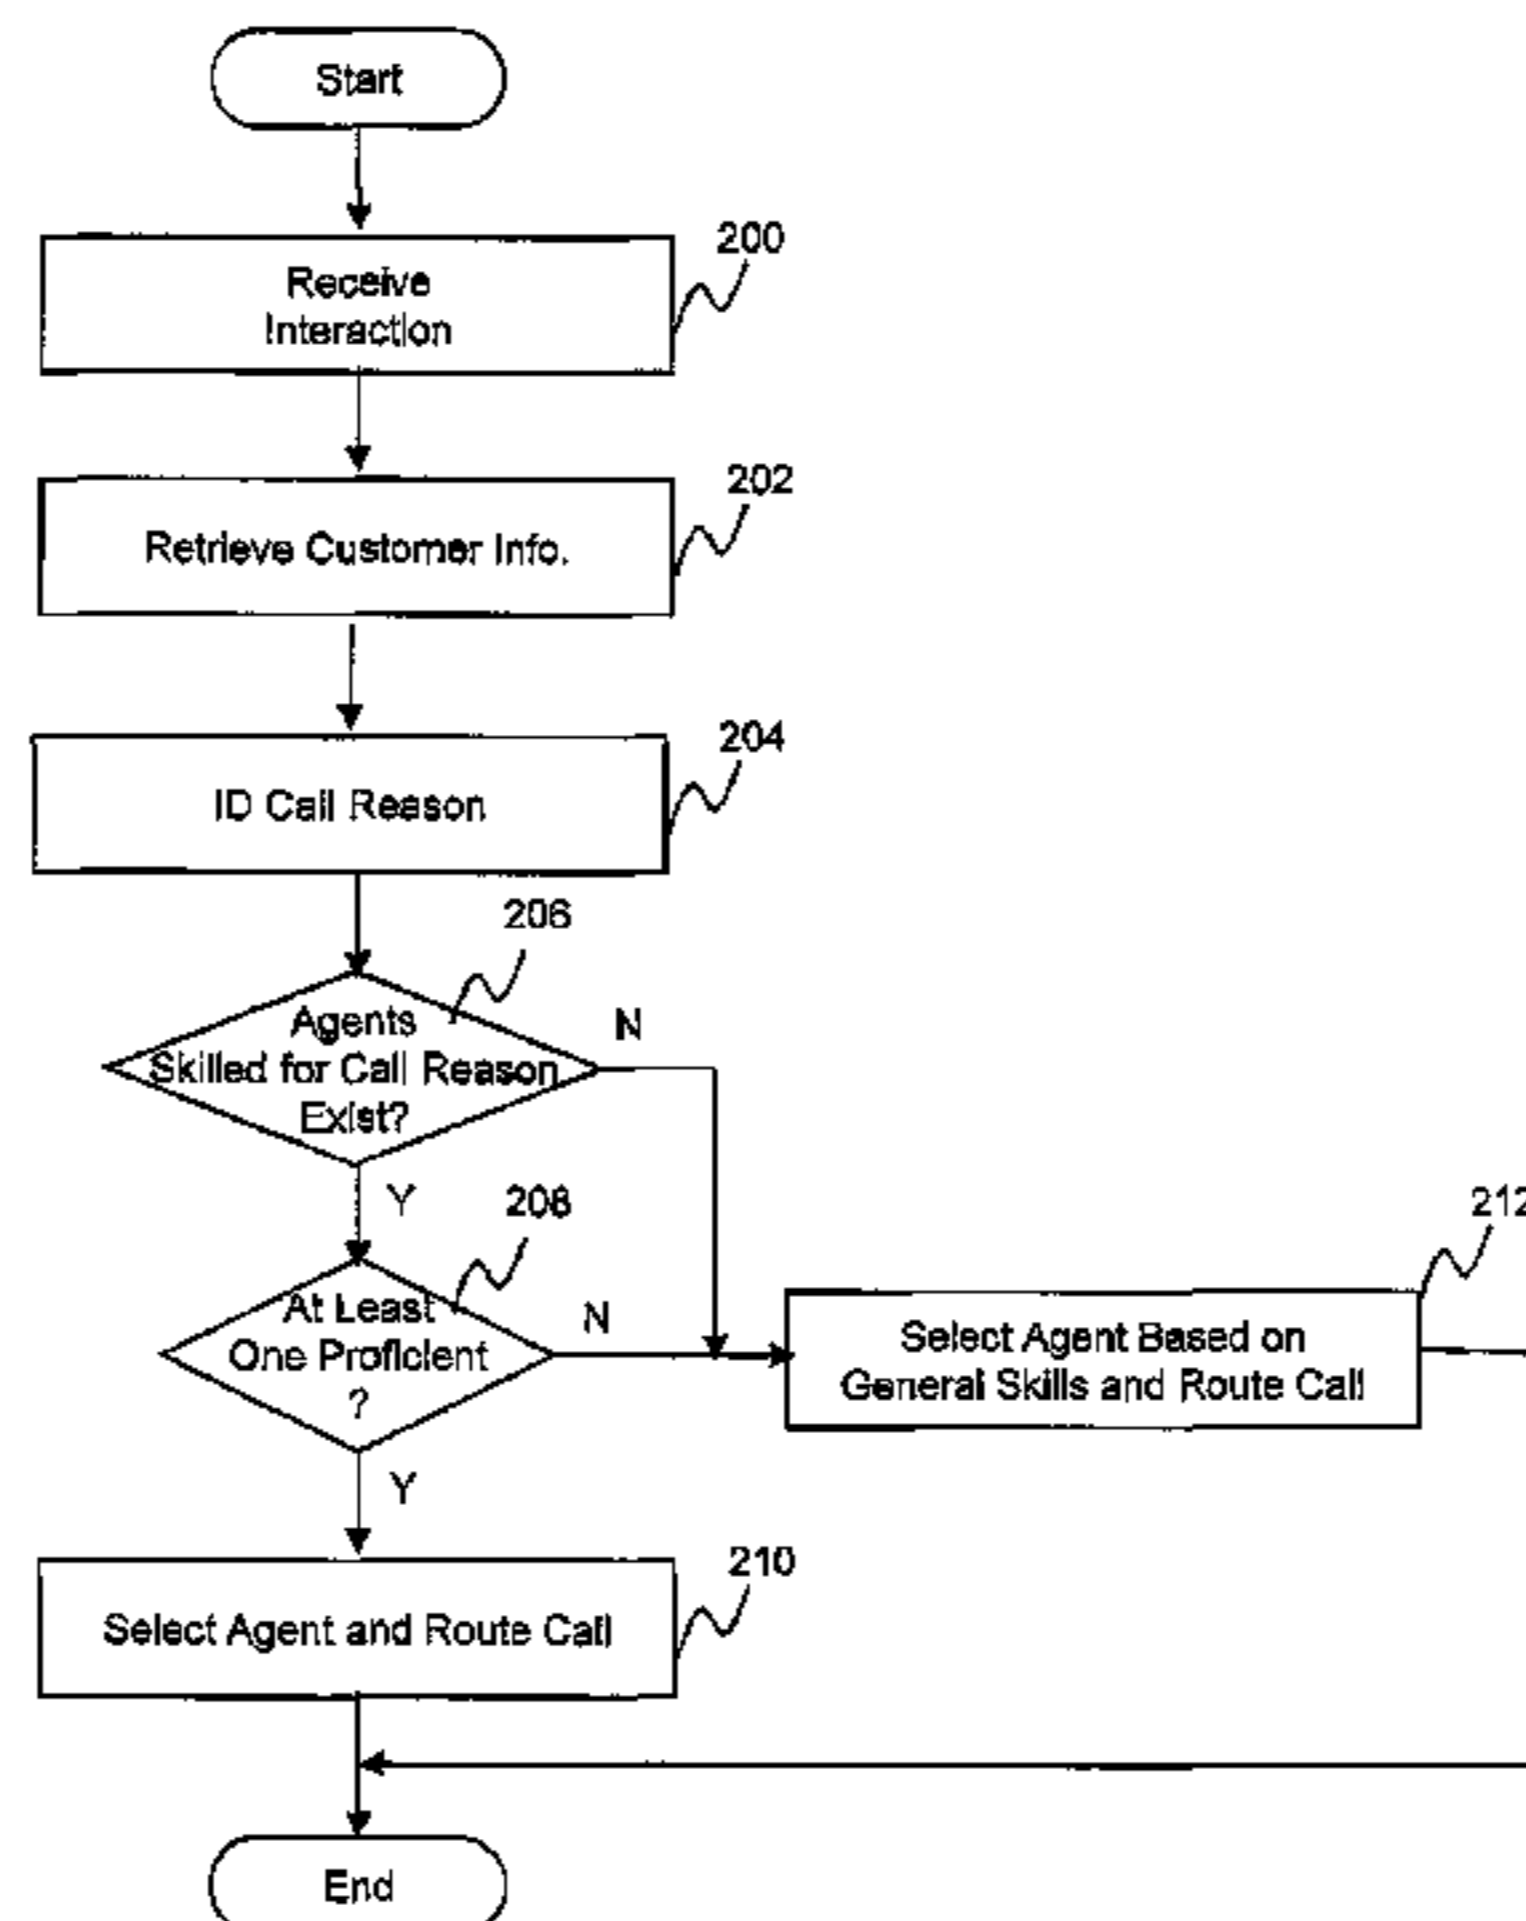 Start
200
Receive
Interaction
202
Retrieve Customer Info.
204
ID Call Reason
206
Agents
Skilled for Call Reason
Exist?
N
Y
208
At Least
One Proficient
?
N
212
Select Agent Based on
General Skills and Route Call
Y
210
Select Agent and Route Call
End